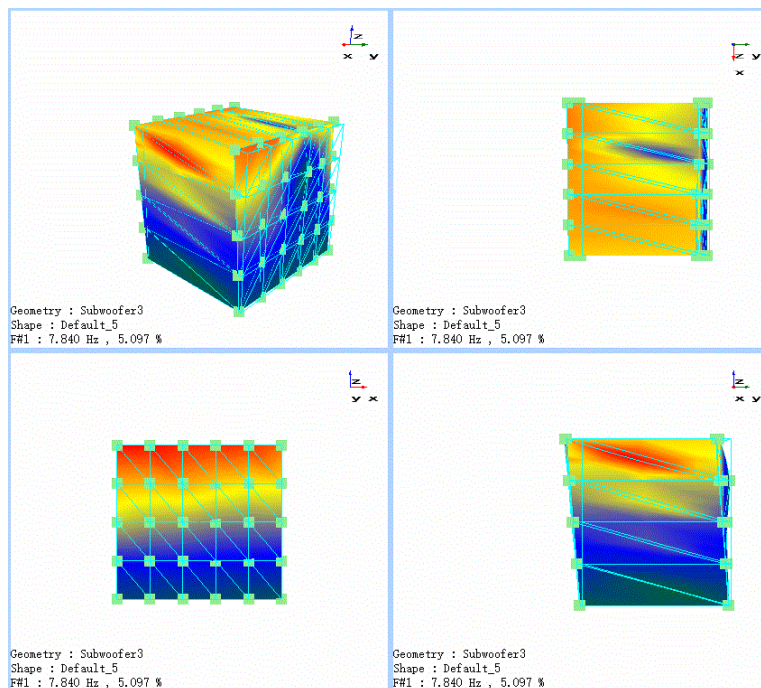 Z
X Y
Z Y
X
Geometry : Subwoofer3
Shape : Default_5
F#1 : 7.840 Hz , 5.097 %
Geometry : Subwoofer3
Shape : Default_5
F#1 : 7.840 Hz , 5.097 %
Z
Y X
Z
X Y
Geometry : Subwoofer3
Shape : Default_5
F#1 : 7.840 Hz , 5.097 %
Geometry : Subwoofer3
Shape : Default_5
F#1 : 7.840 Hz , 5.097 %